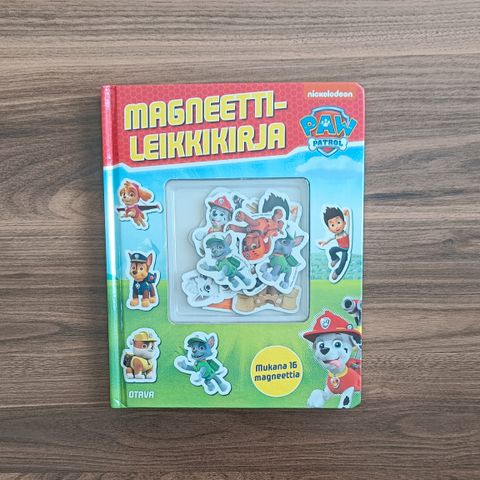 nickelodeon
MAGNEETTI-
LEIKKIKIRJA
PAW
PATROL
Mukana 16
magneettia
OTAVA